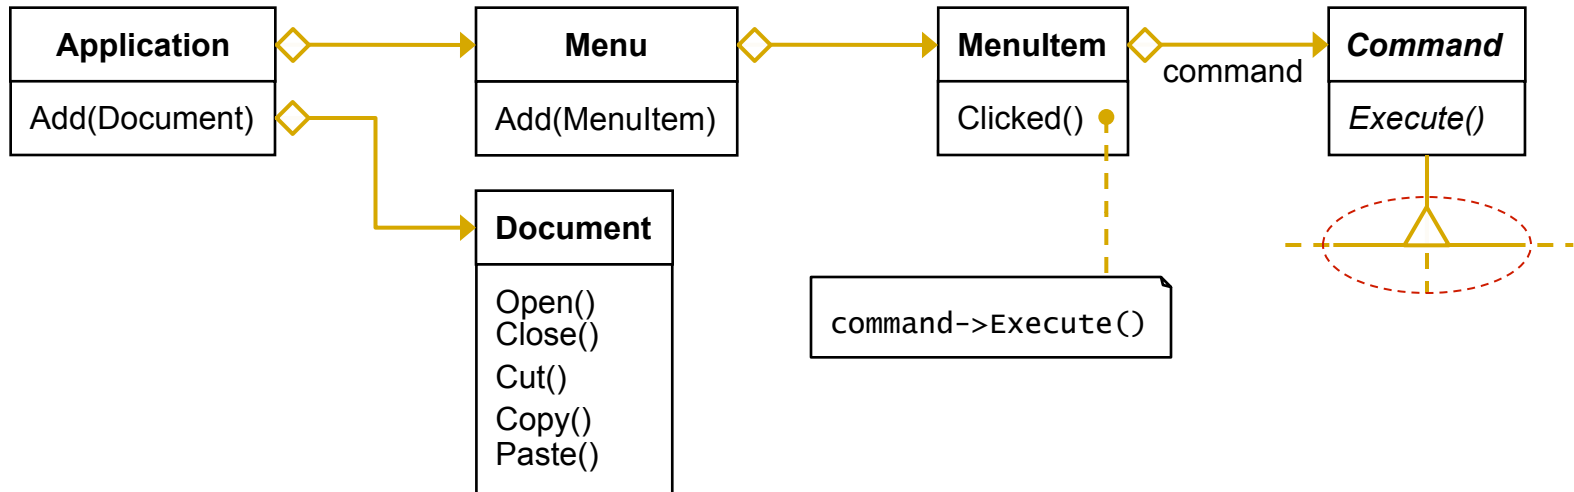 Application
Add(Document)
Menu
Add(MenuItem)
MenuItem
Clicked()
command
Command
Execute()
Document
Open()
Close()
Cut()
Copy()
Paste()
command->Execute()